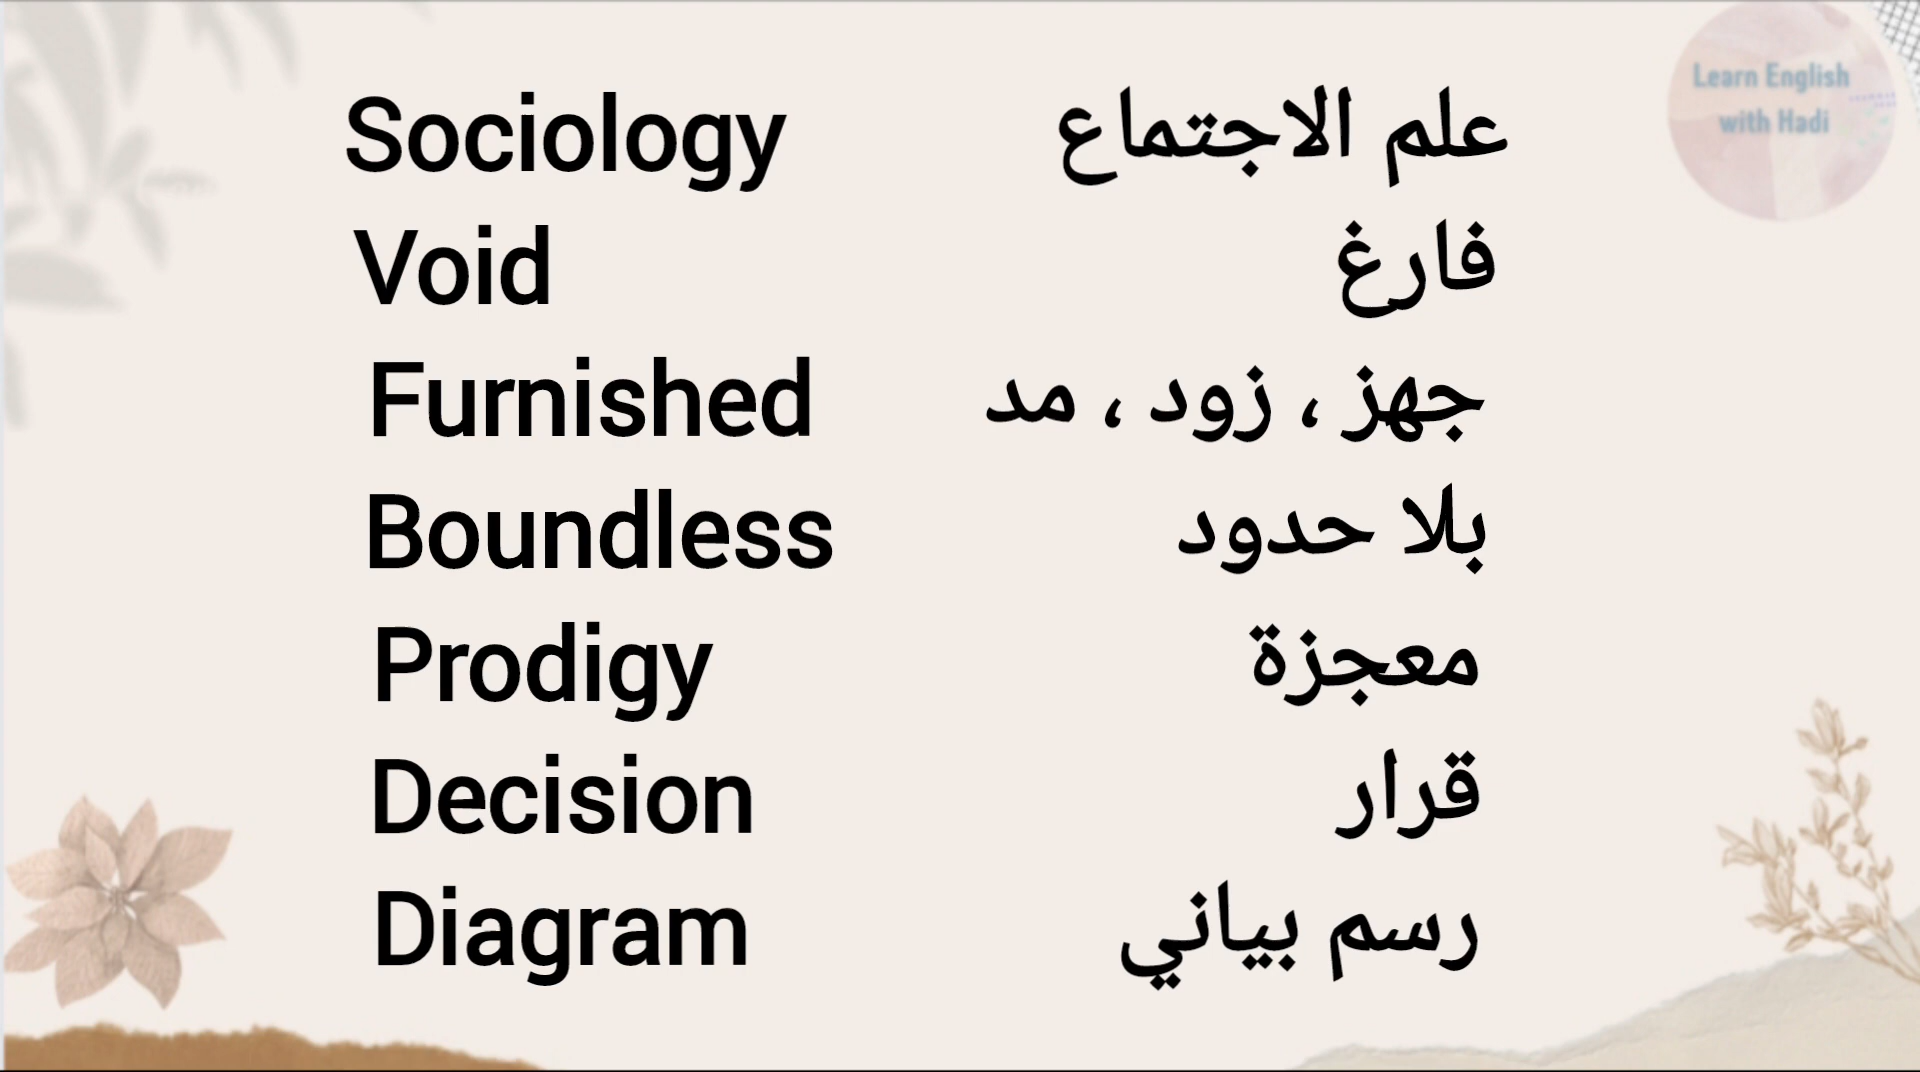 Learn English
with Hadi
Sociology علم الاجتماع
Void فارغ
Furnished جهز ، زود ، مد
Boundless بلا حدود
Prodigy معجزة
Decision قرار
Diagram رسم بياني